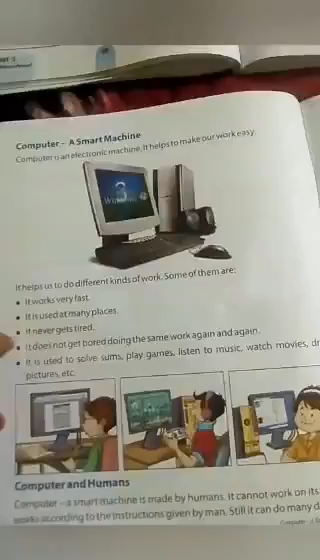 Computer – A Smart Machine
Computer is an electronic machine. It helps to make our work easy.
It helps us to do different kinds of work. Some of them are:
• It works very fast.
• It is used at many places.
• It never gets tired.
• It does not get bored doing the same work again and again.
• It is used to solve sums, play games, listen to music, watch movies,
pictures, etc.
Computer and Humans
Computer – a smart machine is made by humans. It cannot work on its
works according to the instructions given by man. Still it can do many